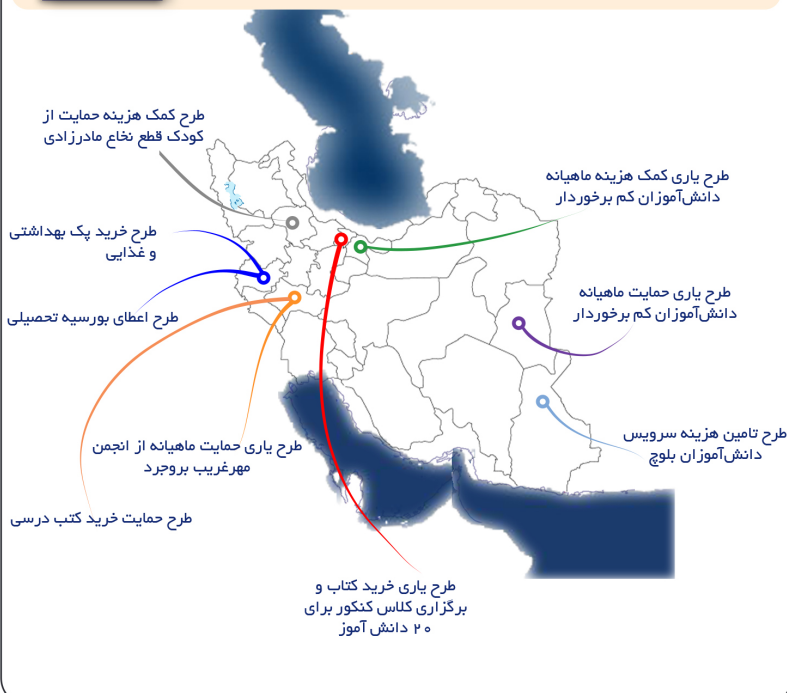 طرح کمک هزینه حمایت از
کودک قطع نخاع مادرزادی
طرح یاری کمک هزینه ماهیانه
دانش‌آموزان کم برخوردار
طرح خرید پک بهداشتی
و غذایی
طرح یاری حمایت ماهیانه
دانش‌آموزان کم برخوردار
طرح اعطای بورسیه تحصیلی
طرح تامین هزینه سرویس
دانش‌آموزان بلوچ
طرح یاری حمایت ماهیانه از انجمن
مهرغریب بروجرد
طرح حمایت خرید کتب درسی
طرح یاری خرید کتاب و
برگزاری کلاس کنکور برای
۲۰ دانش آموز